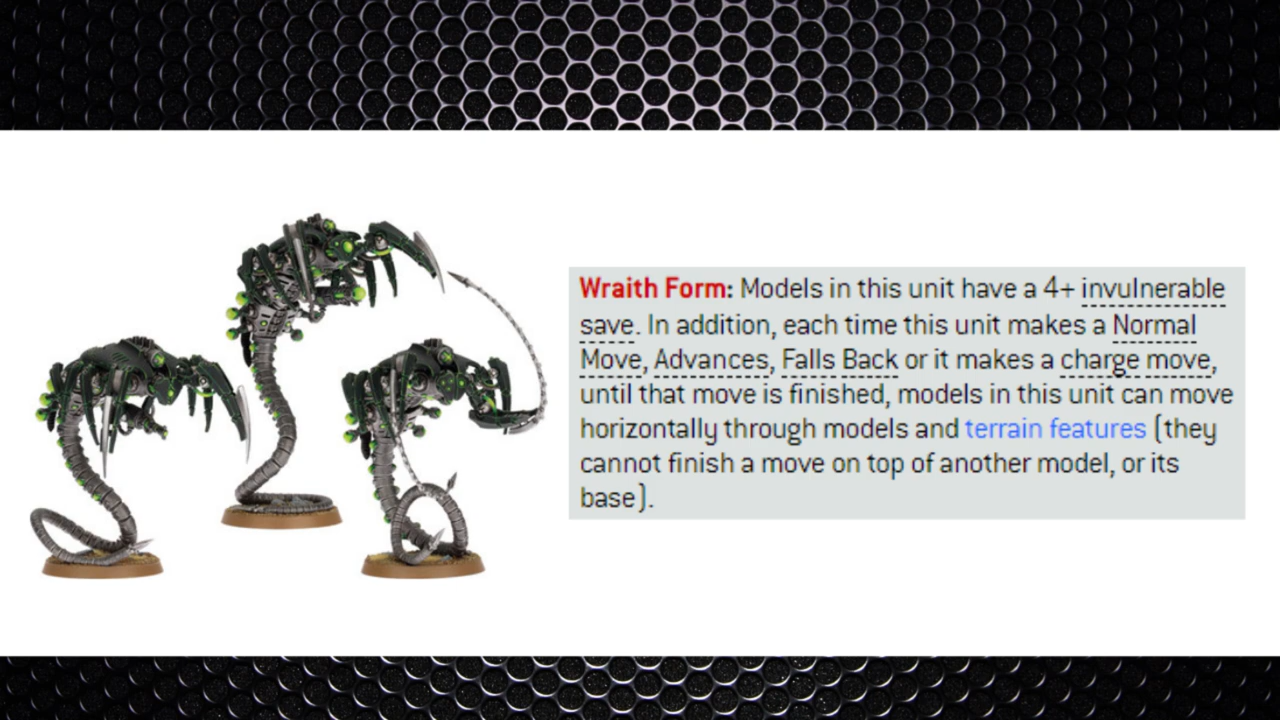 Wraith Form: Models in this unit have a 4+ invulnerable
save. In addition, each time this unit makes a Normal
Move, Advances, Falls Back or it makes a charge move,
until that move is finished, models in this unit can move
horizontally through models and terrain features (they
cannot finish a move on top of another model, or its
base).